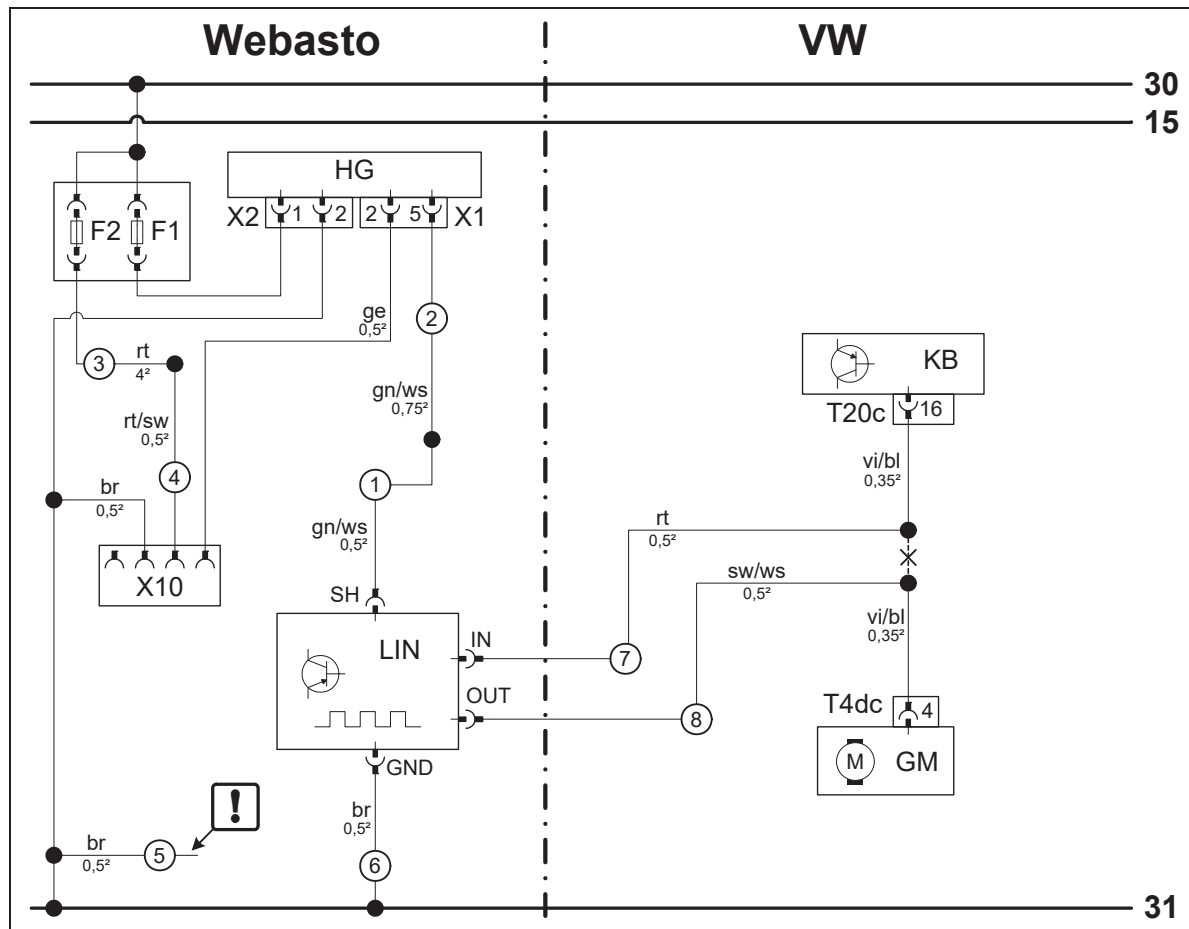 Webasto
VW
30
15
HG
X2
1
2
2
5
X1
F2
F1
ge
0,5²
2
3
rt
4²
KB
T20c
16
gn/ws
0,75²
rt/sw
0,5²
4
1
vi/bl
0,35²
br
0,5²
gn/ws
0,5²
rt
0,5²
X10
sw/ws
0,5²
SH
vi/bl
0,35²
LIN
IN
7
OUT
T4dc
4
8
M
GM
GND
!
br
0,5²
br
0,5²
5
6
31